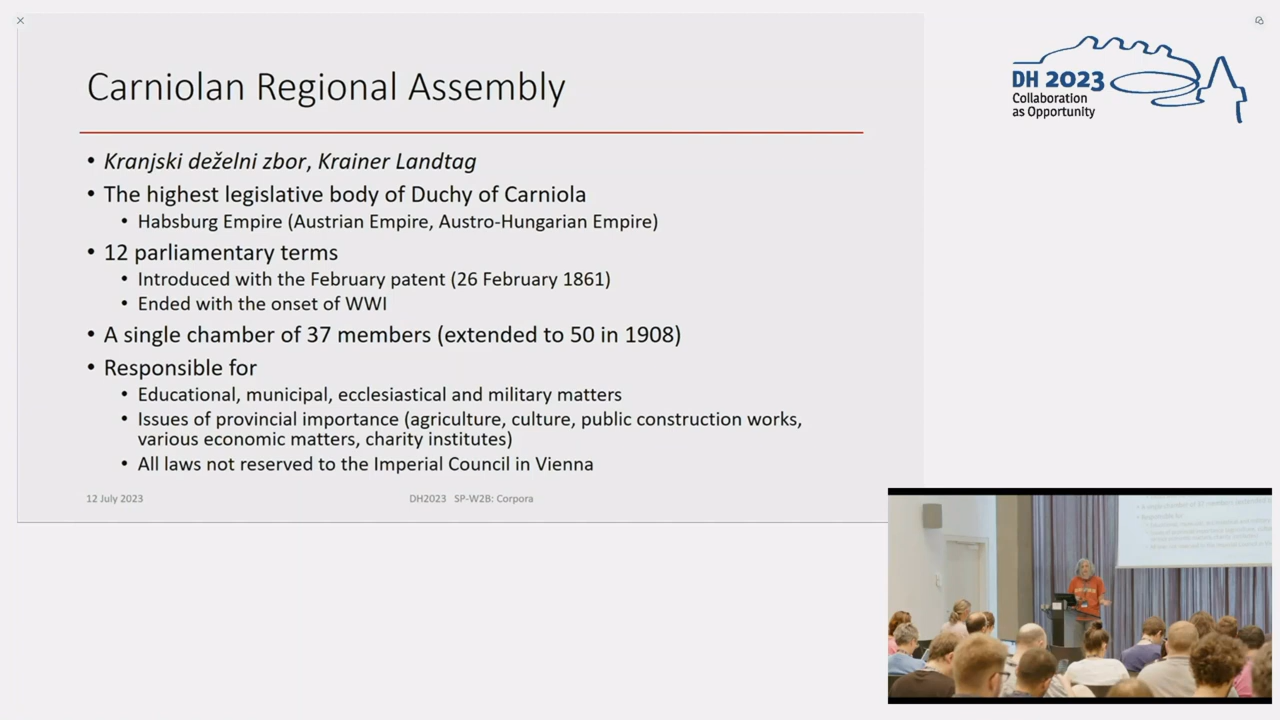 Carniolan Regional Assembly
• Kranjski deželni zbor, Krainer Landtag
• The highest legislative body of Duchy of Carniola
• Habsburg Empire (Austrian Empire, Austro-Hungarian Empire)
• 12 parliamentary terms
• Introduced with the February patent (26 February 1861)
• Ended with the onset of WWI
• A single chamber of 37 members (extended to 50 in 1908)
• Responsible for
• Educational, municipal, ecclesiastical and military matters
• Issues of provincial importance (agriculture, culture, public construction works,
various economic matters, charity institutes)
• All laws not reserved to the Imperial Council in Vienna
12 July 2023
DH2023 SP-W2B: Corpora
DH 2023
Collaboration
as Opportunity